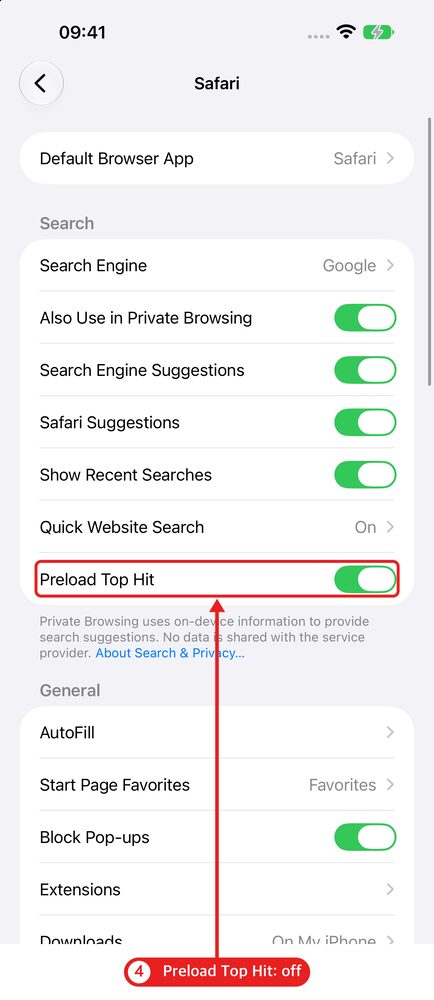 09:41
Safari
Default Browser App Safari
Search
Search Engine Google
Also Use in Private Browsing
Search Engine Suggestions
Safari Suggestions
Show Recent Searches
Quick Website Search On
Preload Top Hit
Private Browsing uses on-device information to provide
search suggestions. No data is shared with the service
provider. About Search & Privacy...
General
AutoFill
Start Page Favorites Favorites
Block Pop-ups
Extensions
Downloads On My iPhone
4 Preload Top Hit: off